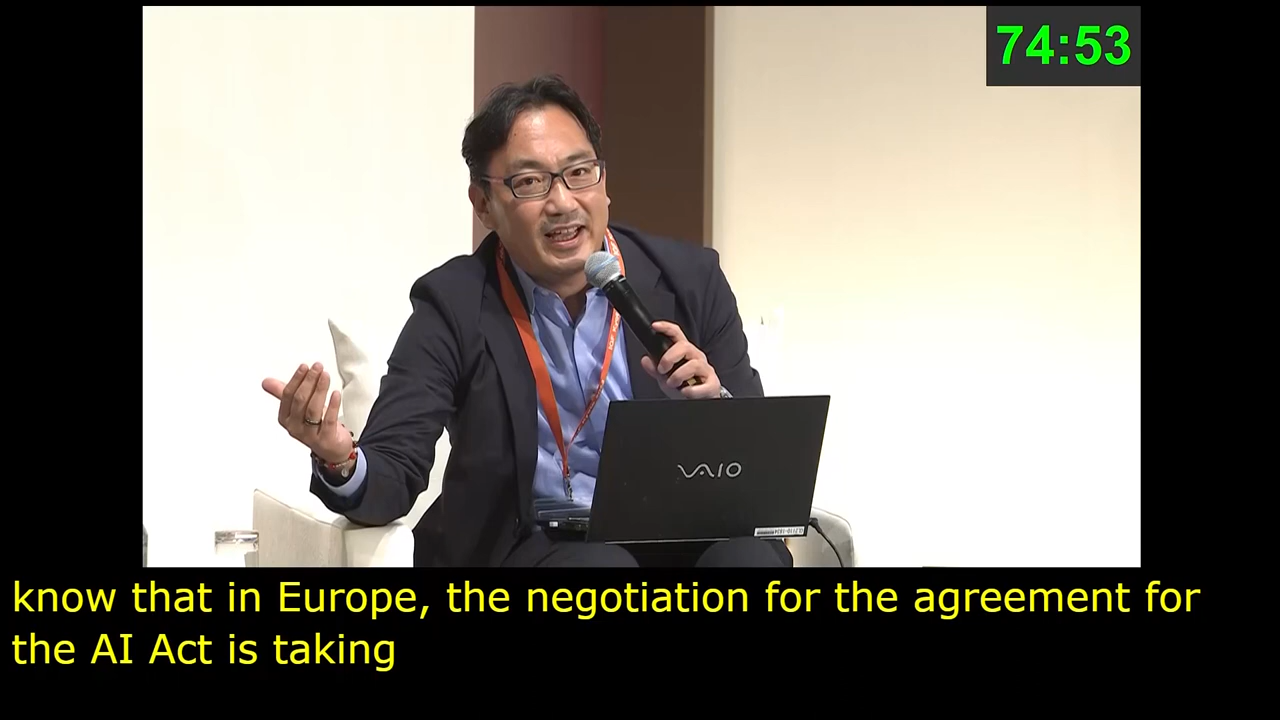 74:53
VAIO
know that in Europe, the negotiation for the agreement for
the AI Act is taking